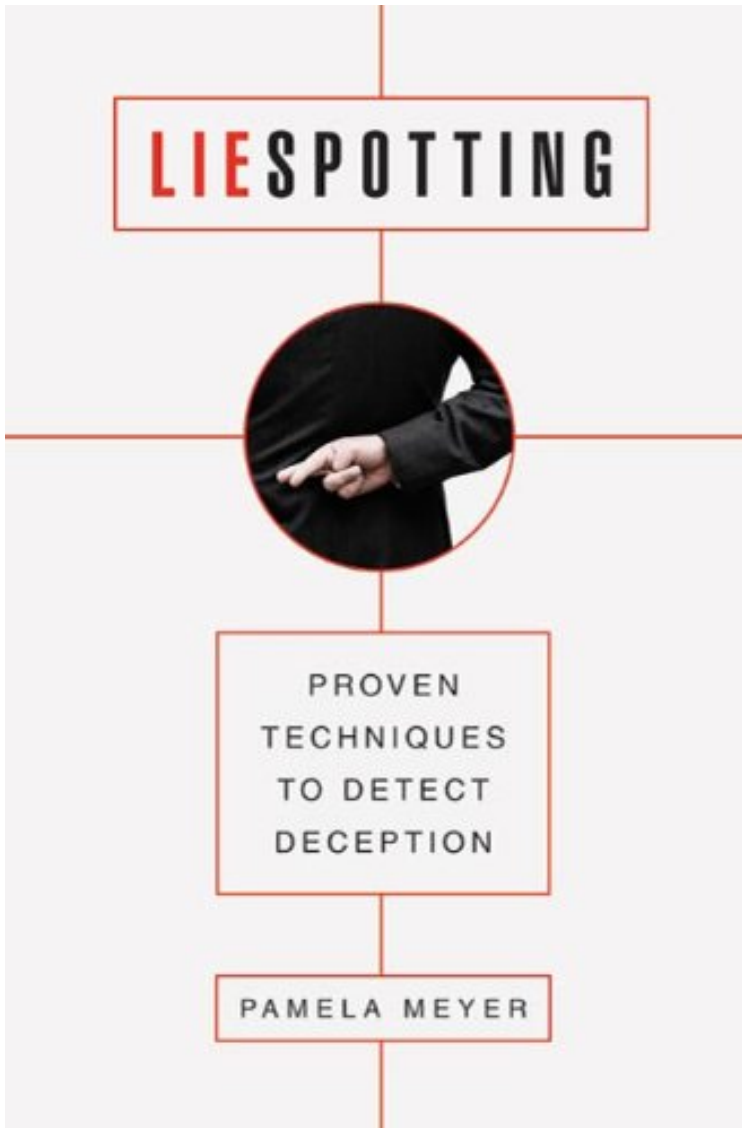 LIESPOTTING
PROVEN
TECHNIQUES
TO DETECT
DECEPTION
PAMELA MEYER